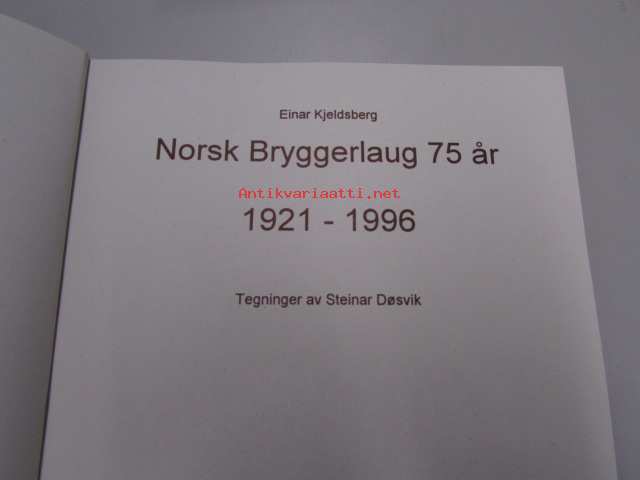 Einar Kjeldsberg
Norsk Bryggerlaug 75 år
Antikvariaatti.net
1921 - 1996
Tegninger av Steinar Døsvik